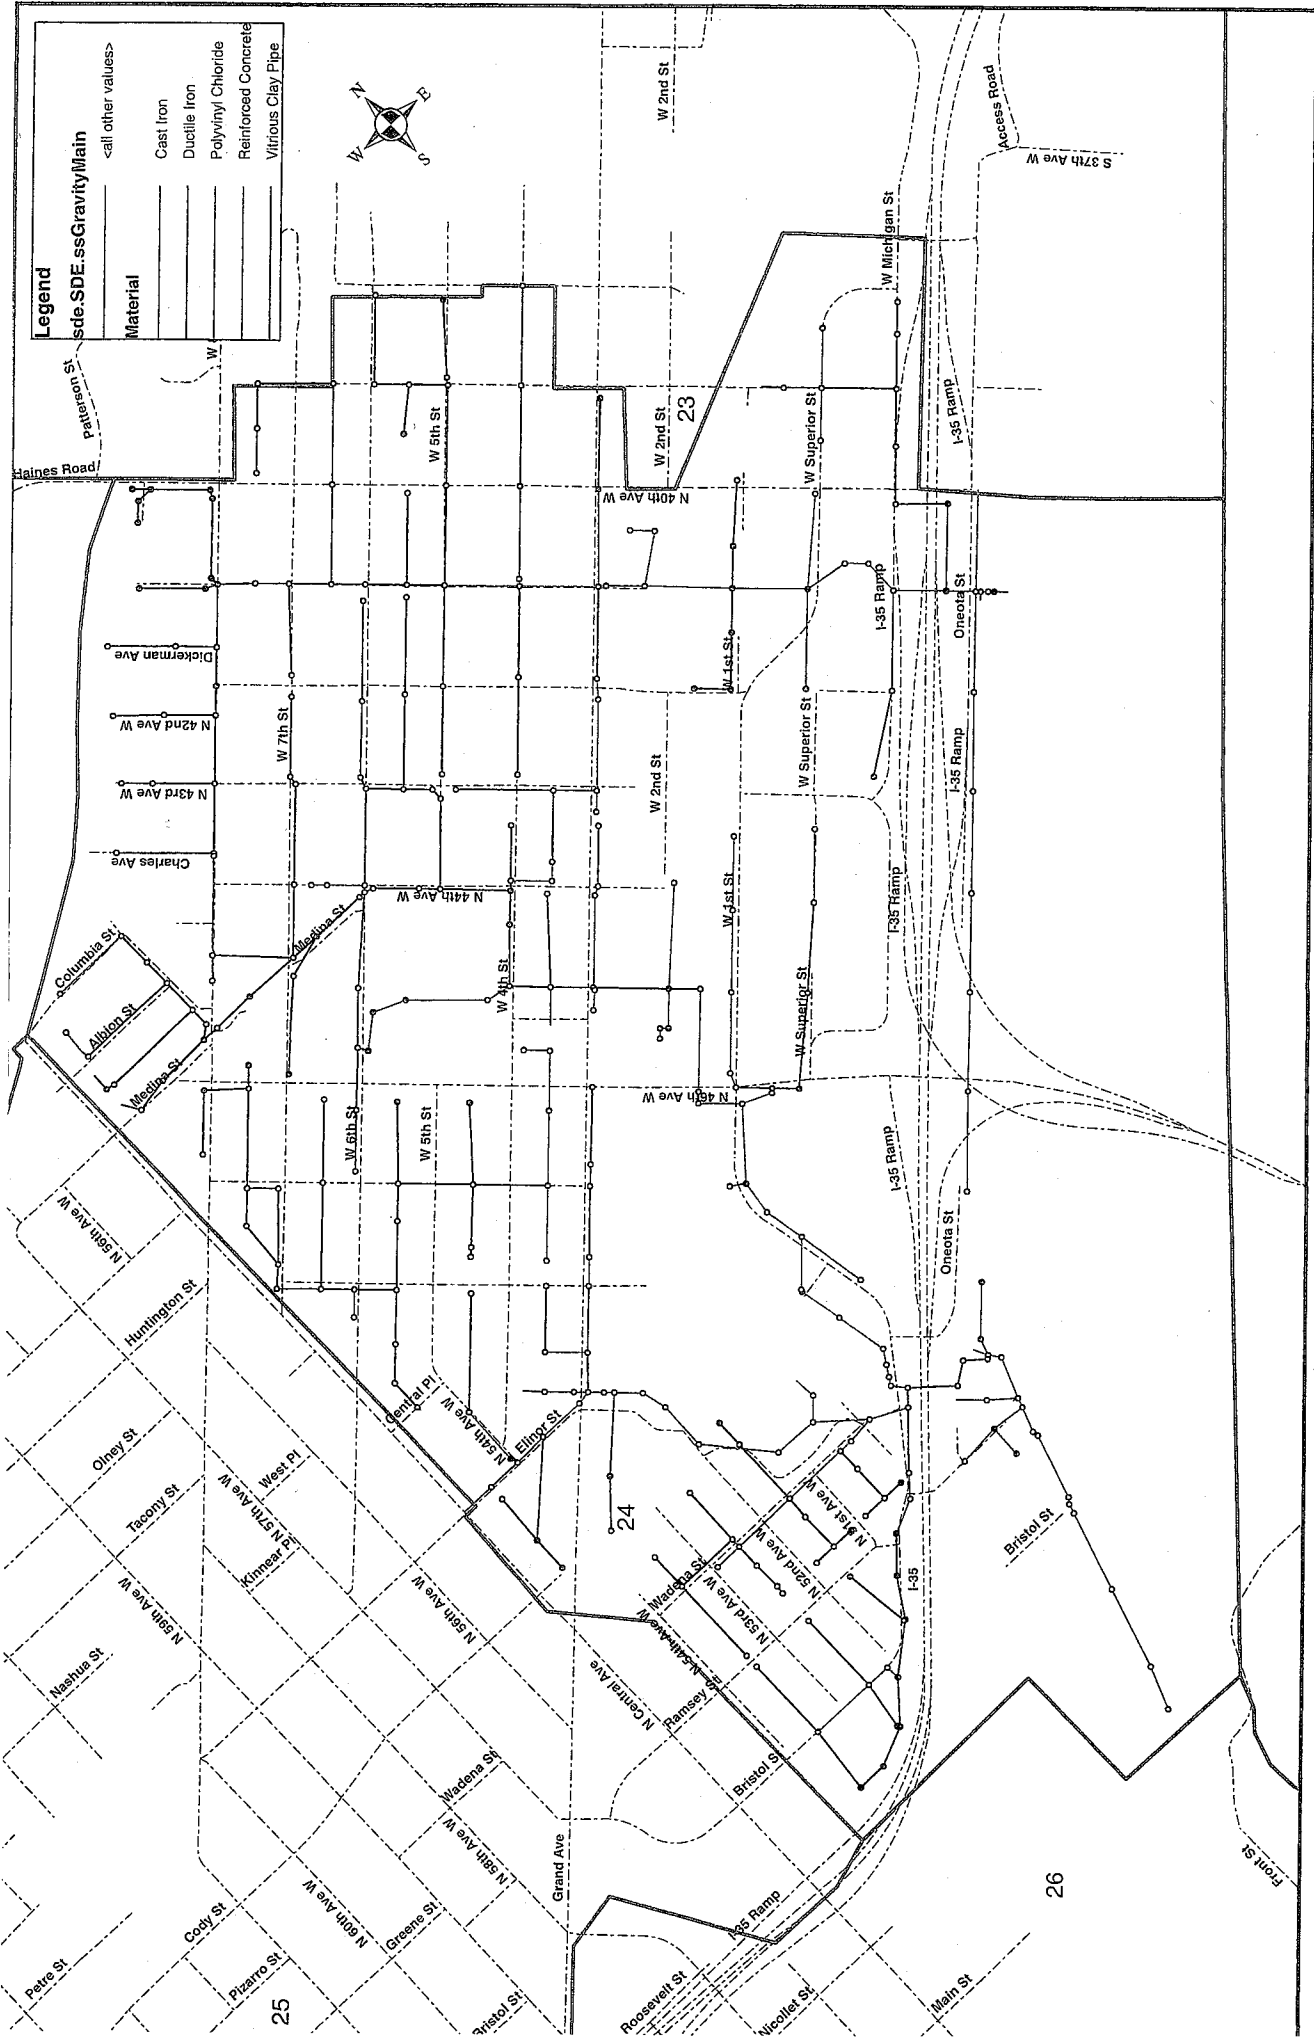 Legend
sde.SDE.ssGravityMain
<all other values>
Material
Cast Iron
Ductile Iron
Polyvinyl Chloride
Reinforced Concrete
Vitrious Clay Pipe
N
E
S
W
Patterson St
W
Haines Road
W 2nd St
Access Road
S 37th Ave W
W Michigan St
W 5th St
W 2nd St
23
W Superior St
I-35 Ramp
N 40th Ave W
I-35 Ramp
Oneota St
Dickerman Ave
W 1st St
N 42nd Ave W
W 7th St
W Superior St
I-35 Ramp
N 43rd Ave W
W 2nd St
Charles Ave
N 44th Ave W
W 1st St
I-35 Ramp
Medina St
Columbia St
W 4th St
W Superior St
Albion St
Medina St
N 46th Ave W
W 6th St
W 5th St
I-35 Ramp
N 56th Ave W
Oneota St
Huntington St
Central Pl
N 54th Ave W
Elinor St
Olney St
West Pl
N 57th Ave W
Tacony St
Kinnear Pl
24
N 51st Ave W
N 52nd Ave W
Bristol St
I-35
Wadena St
N 53rd Ave W
N 54th Ave W
N 59th Ave W
N 56th Ave W
Nashua St
N Central Ave
Ramsey St
Wadena St
Bristol St
N 58th Ave W
Grand Ave
Front St
26
Cody St
N 60th Ave W
Greene St
I-35 Ramp
Petre St
Pizarro St
25
Bristol St
Roosevelt St
Nicollet St
Main St